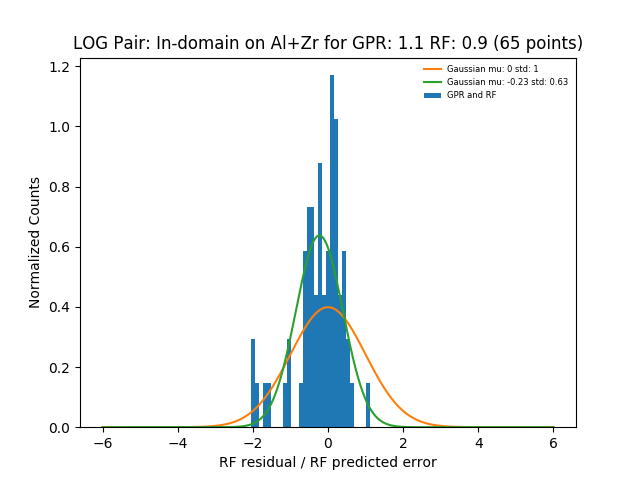 LOG Pair: In-domain on Al+Zr for GPR: 1.1 RF: 0.9 (65 points)
Gaussian mu: 0 std: 1
Gaussian mu: -0.23 std: 0.63
GPR and RF
Normalized Counts
1.2
1.0
0.8
0.6
0.4
0.2
0.0
−6
−4
−2
0
2
4
6
RF residual / RF predicted error